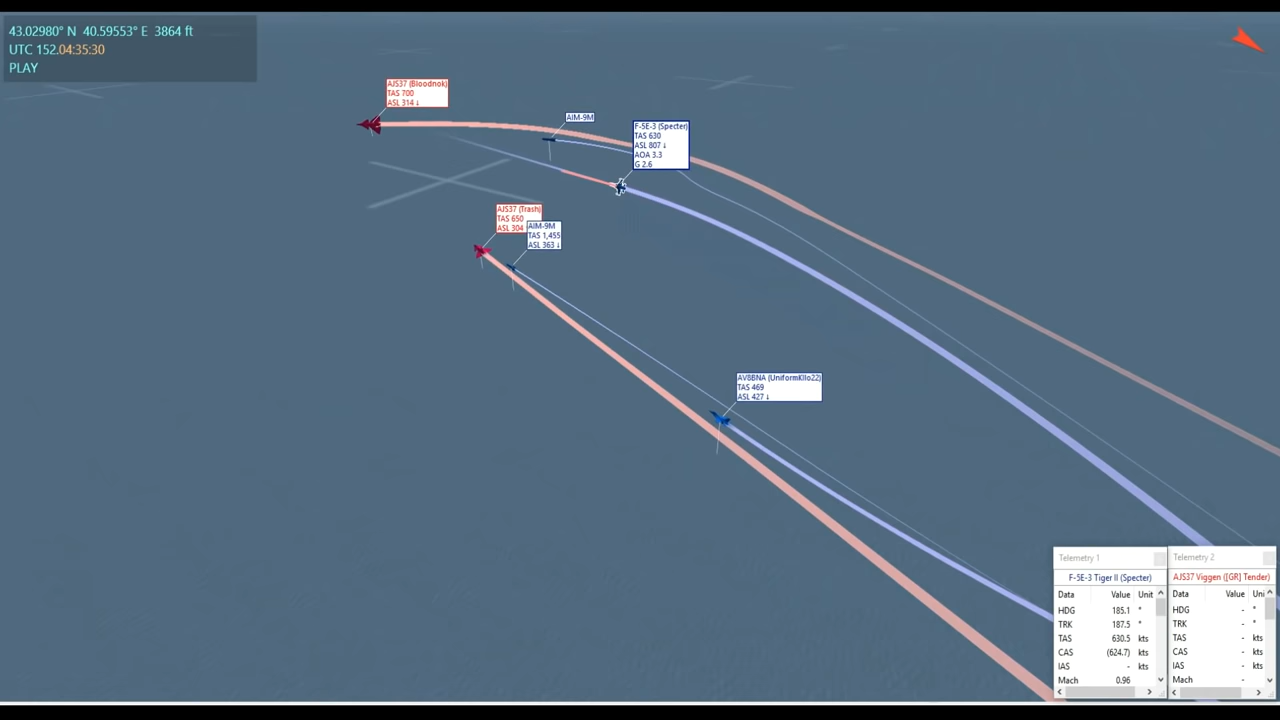 43.02980° N  40.59553° E  3864 ft
UTC 152.04:35:30
PLAY
AJS37 (Bloodnok)
TAS 700
ASL 314 ↓
AIM-9M
F-5E-3 (Specter)
TAS 630
ASL 807 ↓
AOA 3.3
G 2.6
AJS37 (Trash)
TAS 650
ASL 304
AIM-9M
TAS 1,455
ASL 363 ↓
AV8BNA (UniformKilo22)
TAS 469
ASL 427 ↓
Telemetry 1
F-5E-3 Tiger II (Specter)
Data Value Unit
HDG 185.1 °
TRK 187.5 °
TAS 630.5 kts
CAS (624.7) kts
IAS - kts
Mach 0.96
Telemetry 2
AJS37 Viggen ([GR] Tender)
Data Value Uni
HDG - °
TRK - °
TAS - kts
CAS - kts
IAS - kts
Mach -